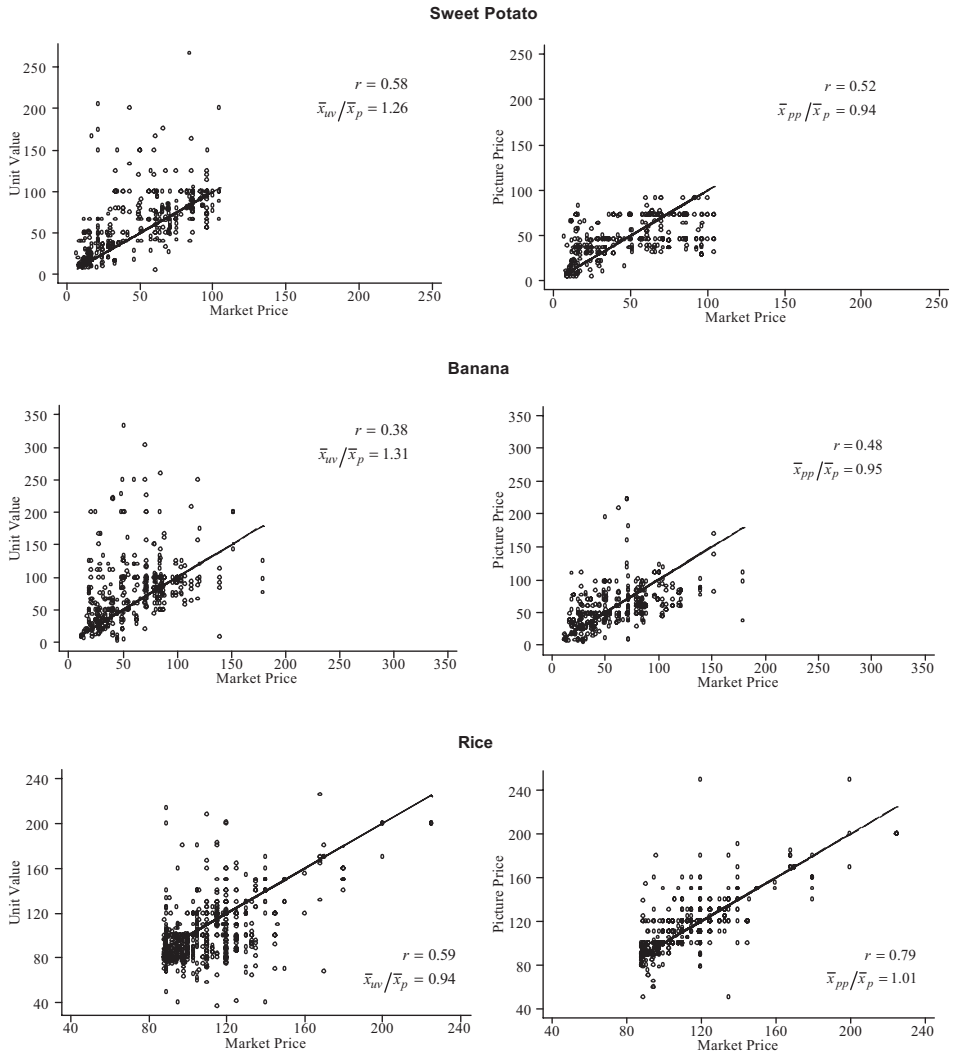 Sweet Potato
250
200
150
100
50
0
Unit Value
r = 0.58
x̄uv/x̄p = 1.26
0 50 100 150 200 250
Market Price
250
200
150
100
50
0
Picture Price
r = 0.52
x̄pp/x̄p = 0.94
0 50 100 150 200 250
Market Price
Banana
350
300
250
200
150
100
50
0
Unit Value
r = 0.38
x̄uv/x̄p = 1.31
0 50 100 150 200 250 300 350
Market Price
350
300
250
200
150
100
50
0
Picture Price
r = 0.48
x̄pp/x̄p = 0.95
0 50 100 150 200 250 300 350
Market Price
Rice
240
200
160
120
80
40
Unit Value
r = 0.59
x̄uv/x̄p = 0.94
40 80 120 160 200 240
Market Price
240
200
160
120
80
40
Picture Price
r = 0.79
x̄pp/x̄p = 1.01
40 80 120 160 200 240
Market Price